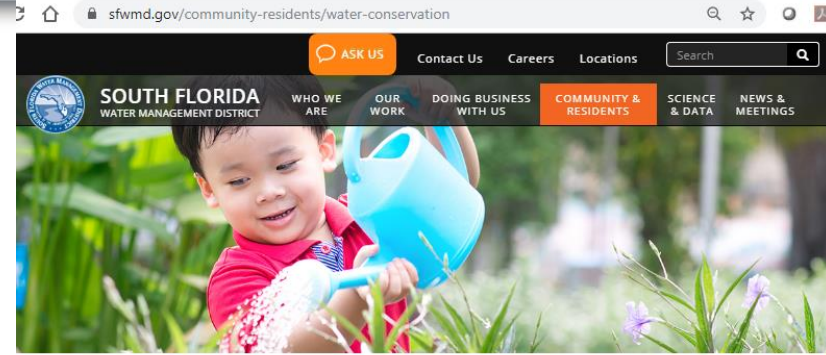 sfwmd.gov/community-residents/water-conservation
ASK US
Contact Us Careers Locations Search
SOUTH FLORIDA
WATER MANAGEMENT DISTRICT
WHO WE ARE
OUR WORK
DOING BUSINESS WITH US
COMMUNITY & RESIDENTS
SCIENCE & DATA
NEWS & MEETINGS